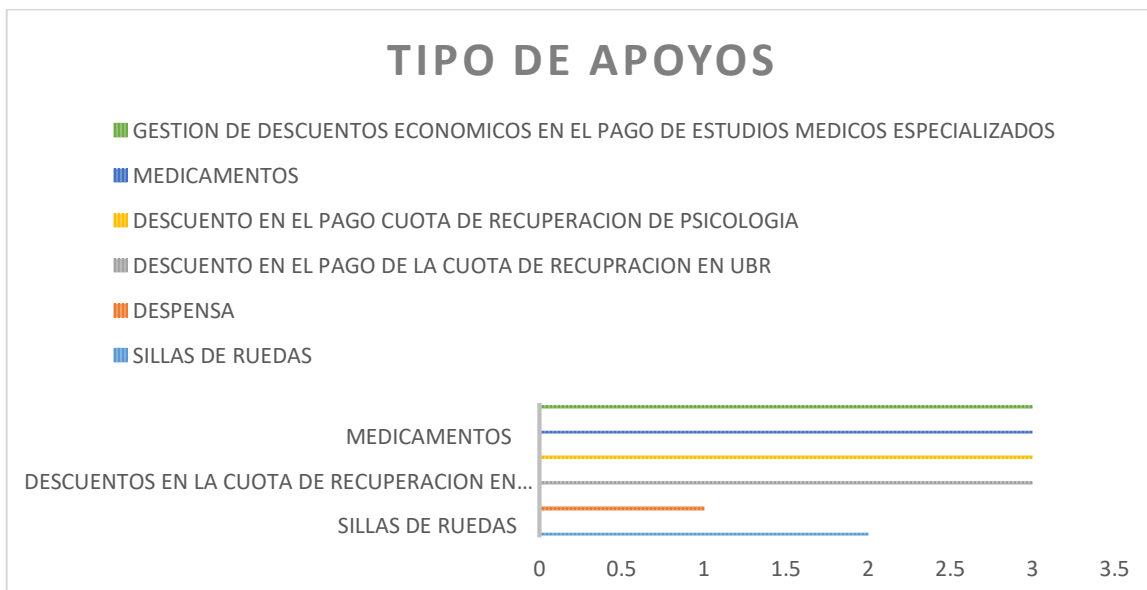 TIPO DE APOYOS
GESTION DE DESCUENTOS ECONOMICOS EN EL PAGO DE ESTUDIOS MEDICOS ESPECIALIZADOS
MEDICAMENTOS
DESCUENTO EN EL PAGO CUOTA DE RECUPERACION DE PSICOLOGIA
DESCUENTO EN EL PAGO DE LA CUOTA DE RECUPRACION EN UBR
DESPENSA
SILLAS DE RUEDAS
MEDICAMENTOS
DESCUENTOS EN LA CUOTA DE RECUPERACION EN...
SILLAS DE RUEDAS
0 0.5 1 1.5 2 2.5 3 3.5